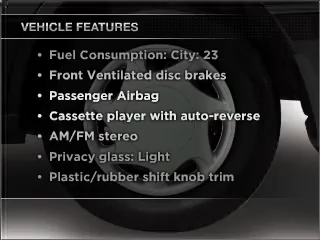 VEHICLE FEATURES
• Fuel Consumption: City: 23
• Front Ventilated disc brakes
• Passenger Airbag
• Cassette player with auto-reverse
• AM/FM stereo
• Privacy glass: Light
• Plastic/rubber shift knob trim